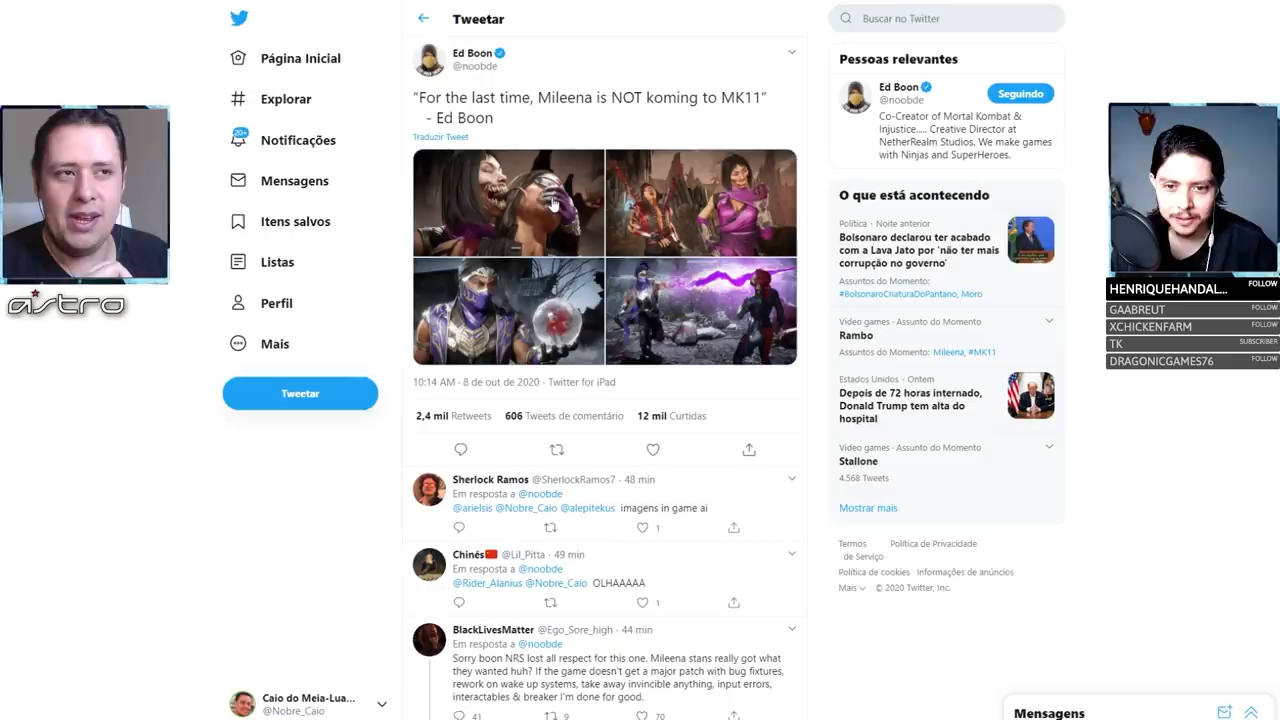 Página Inicial
Explorar
20+
Notificações
Mensagens
Itens salvos
Listas
Perfil
Mais
Tweetar
Caio do Meia-Lua...
@Nobre_Caio
astro
Tweetar
Ed Boon
@noobde
“For the last time, Mileena is NOT koming to MK11”
- Ed Boon
Traduzir Tweet
10:14 AM · 8 de out de 2020 · Twitter for iPad
2,4 mil Retweets 606 Tweets de comentário 12 mil Curtidas
Sherlock Ramos @SherlockRamos7 · 48 min
Em resposta a @noobde
@arielsis @Nobre_Caio @alepitekus imagens in game ai
1
Chinês @Lil_Pitta · 49 min
Em resposta a @noobde
@Rider_Alanius @Nobre_Caio OLHAAAAA
1
BlackLivesMatter @Ego_Sore_high · 44 min
Em resposta a @noobde
Sorry boon NRS lost all respect for this one. Mileena stans really got what
they wanted huh? If the game doesn't get a major patch with bug fixtures,
rework on wake up systems, take away invincible anything, input errors,
interactables & breaker I'm done for good.
41 9 70
Buscar no Twitter
Pessoas relevantes
Ed Boon
@noobde
Seguindo
Co-Creator of Mortal Kombat &
Injustice..... Creative Director at
NetherRealm Studios. We make games
with Ninjas and SuperHeroes.
O que está acontecendo
Política · Noite anterior
Bolsonaro declarou ter acabado
com a Lava Jato por 'não ter mais
corrupção no governo'
Assuntos do Momento:
#BolsonaroCriaturaDoPantano, Moro
Video games · Assunto do Momento
Rambo
Assuntos do Momento: Mileena, #MK11
Estados Unidos · Ontem
Depois de 72 horas internado,
Donald Trump tem alta do
hospital
Video games · Assunto do Momento
Stallone
4.568 Tweets
Mostrar mais
Termos de Serviço
Política de Privacidade
Política de cookies Informações de anúncios
Mais © 2020 Twitter, Inc.
Mensagens
HENRIQUEHANDAL... FOLLOW
GAABREUT FOLLOW
XCHICKENFARM FOLLOW
TK SUBSCRIBER
DRAGONICGAMES76 FOLLOW